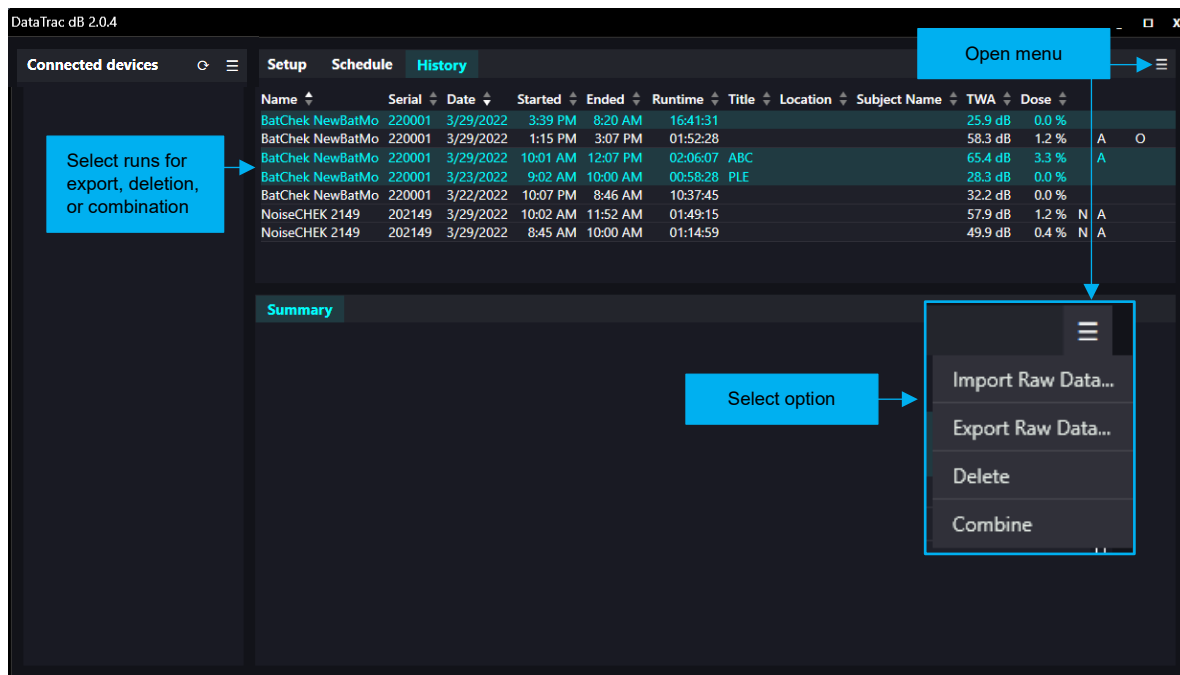 DataTrac dB 2.0.4
Connected devices
Setup Schedule History
Open menu
Name Serial Date Started Ended Runtime Title Location Subject Name TWA Dose
BatChek NewBatMo 220001 3/29/2022 3:39 PM 8:20 AM 16:41:31 25.9 dB 0.0 %
BatChek NewBatMo 220001 3/29/2022 1:15 PM 3:07 PM 01:52:28 58.3 dB 1.2 % A O
BatChek NewBatMo 220001 3/29/2022 10:01 AM 12:07 PM 02:06:07 ABC 65.4 dB 3.3 % A
BatChek NewBatMo 220001 3/23/2022 9:02 AM 10:00 AM 00:58:28 PLE 28.3 dB 0.0 %
BatChek NewBatMo 220001 3/22/2022 10:07 PM 8:46 AM 10:37:45 32.2 dB 0.0 %
NoiseCHEK 2149 202149 3/29/2022 10:02 AM 11:52 AM 01:49:15 57.9 dB 1.2 % N A
NoiseCHEK 2149 202149 3/29/2022 8:45 AM 10:00 AM 01:14:59 49.9 dB 0.4 % N A
Select runs for
export, deletion,
or combination
Summary
Select option
Import Raw Data...
Export Raw Data...
Delete
Combine